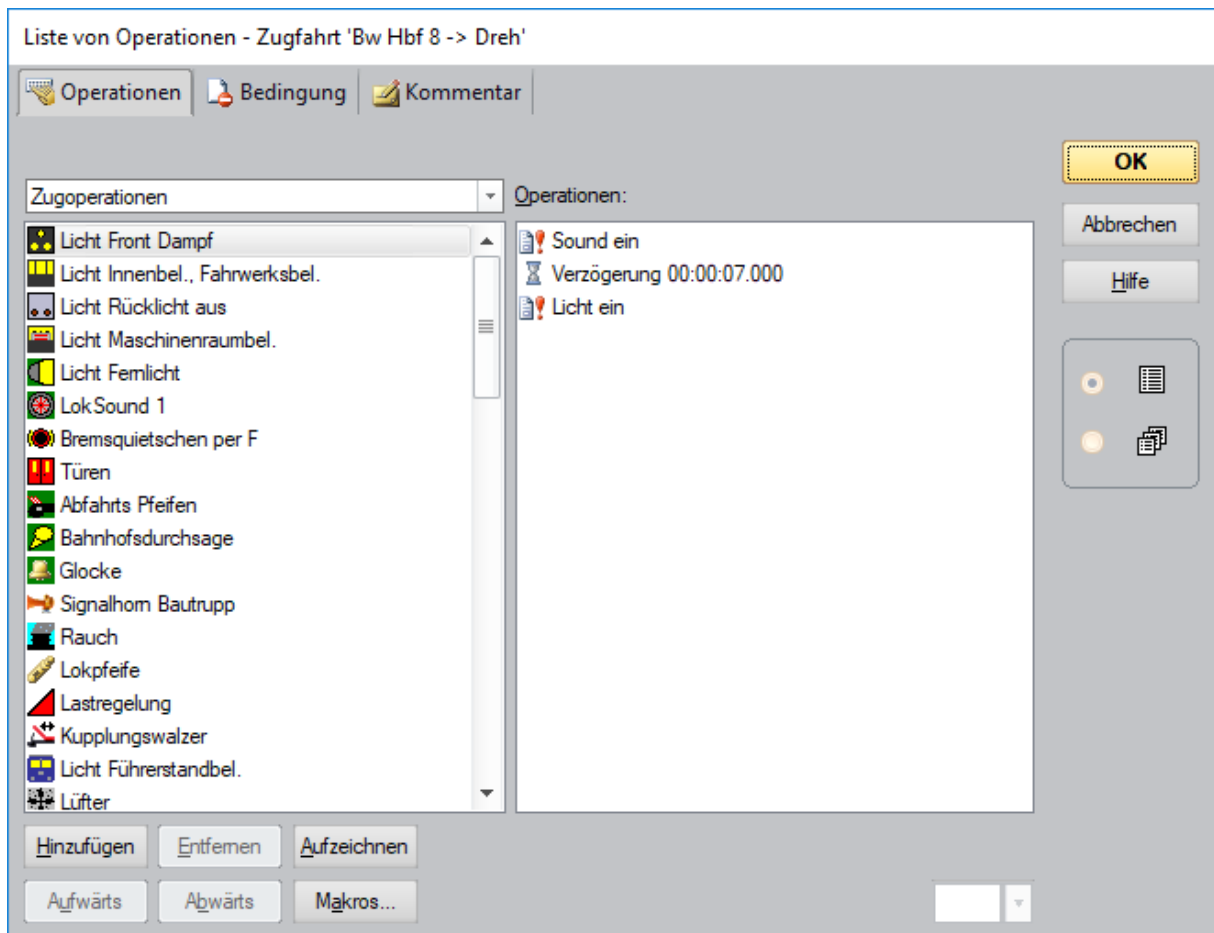 Liste von Operationen - Zugfahrt 'Bw Hbf 8 -> Dreh'
Operationen
Bedingung
Kommentar
Zugoperationen
Licht Front Dampf
Licht Innenbel., Fahrwerksbel.
Licht Rücklicht aus
Licht Maschinenraumbel.
Licht Fernlicht
LokSound 1
Bremsquietschen per F
Türen
Abfahrts Pfeifen
Bahnhofsdurchsage
Glocke
Signalhorn Bautrupp
Rauch
Lokpfeife
Lastregelung
Kupplungswalzer
Licht Führerstandbel.
Lüfter
Operationen:
Sound ein
Verzögerung 00:00:07.000
Licht ein
OK
Abbrechen
Hilfe
Hinzufügen
Entfernen
Aufzeichnen
Aufwärts
Abwärts
Makros...